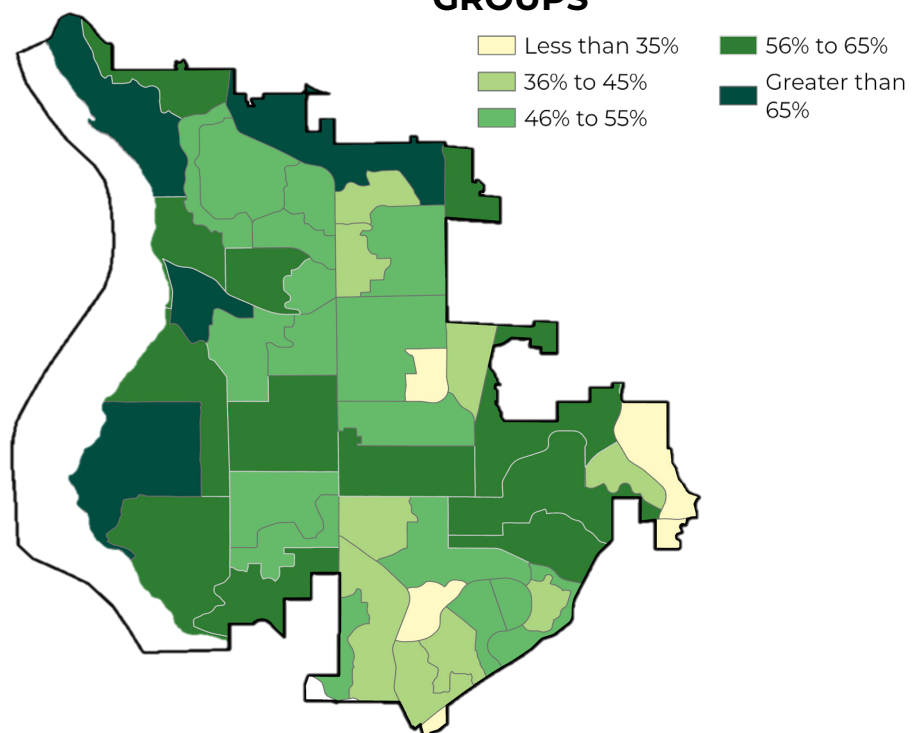 GROUPS
Less than 35%
36% to 45%
46% to 55%
56% to 65%
Greater than
65%